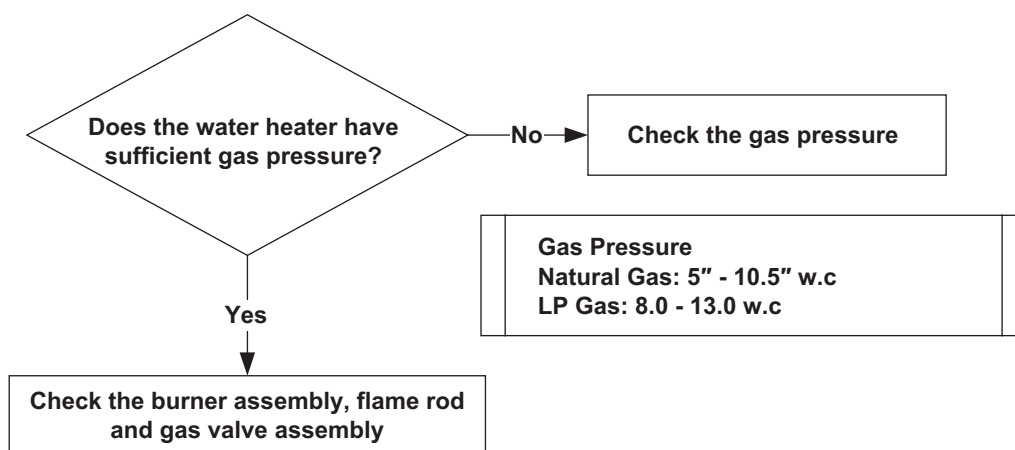 Does the water heater have
sufficient gas pressure?
No
Check the gas pressure
Gas Pressure
Natural Gas: 5″ - 10.5″ w.c
LP Gas: 8.0 - 13.0 w.c
Yes
Check the burner assembly, flame rod
and gas valve assembly